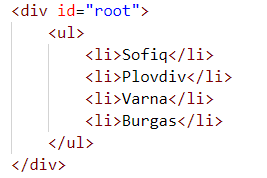 <div id="root">
    <ul>
        <li>Sofiq</li>
        <li>Plovdiv</li>
        <li>Varna</li>
        <li>Burgas</li>
    </ul>
</div>